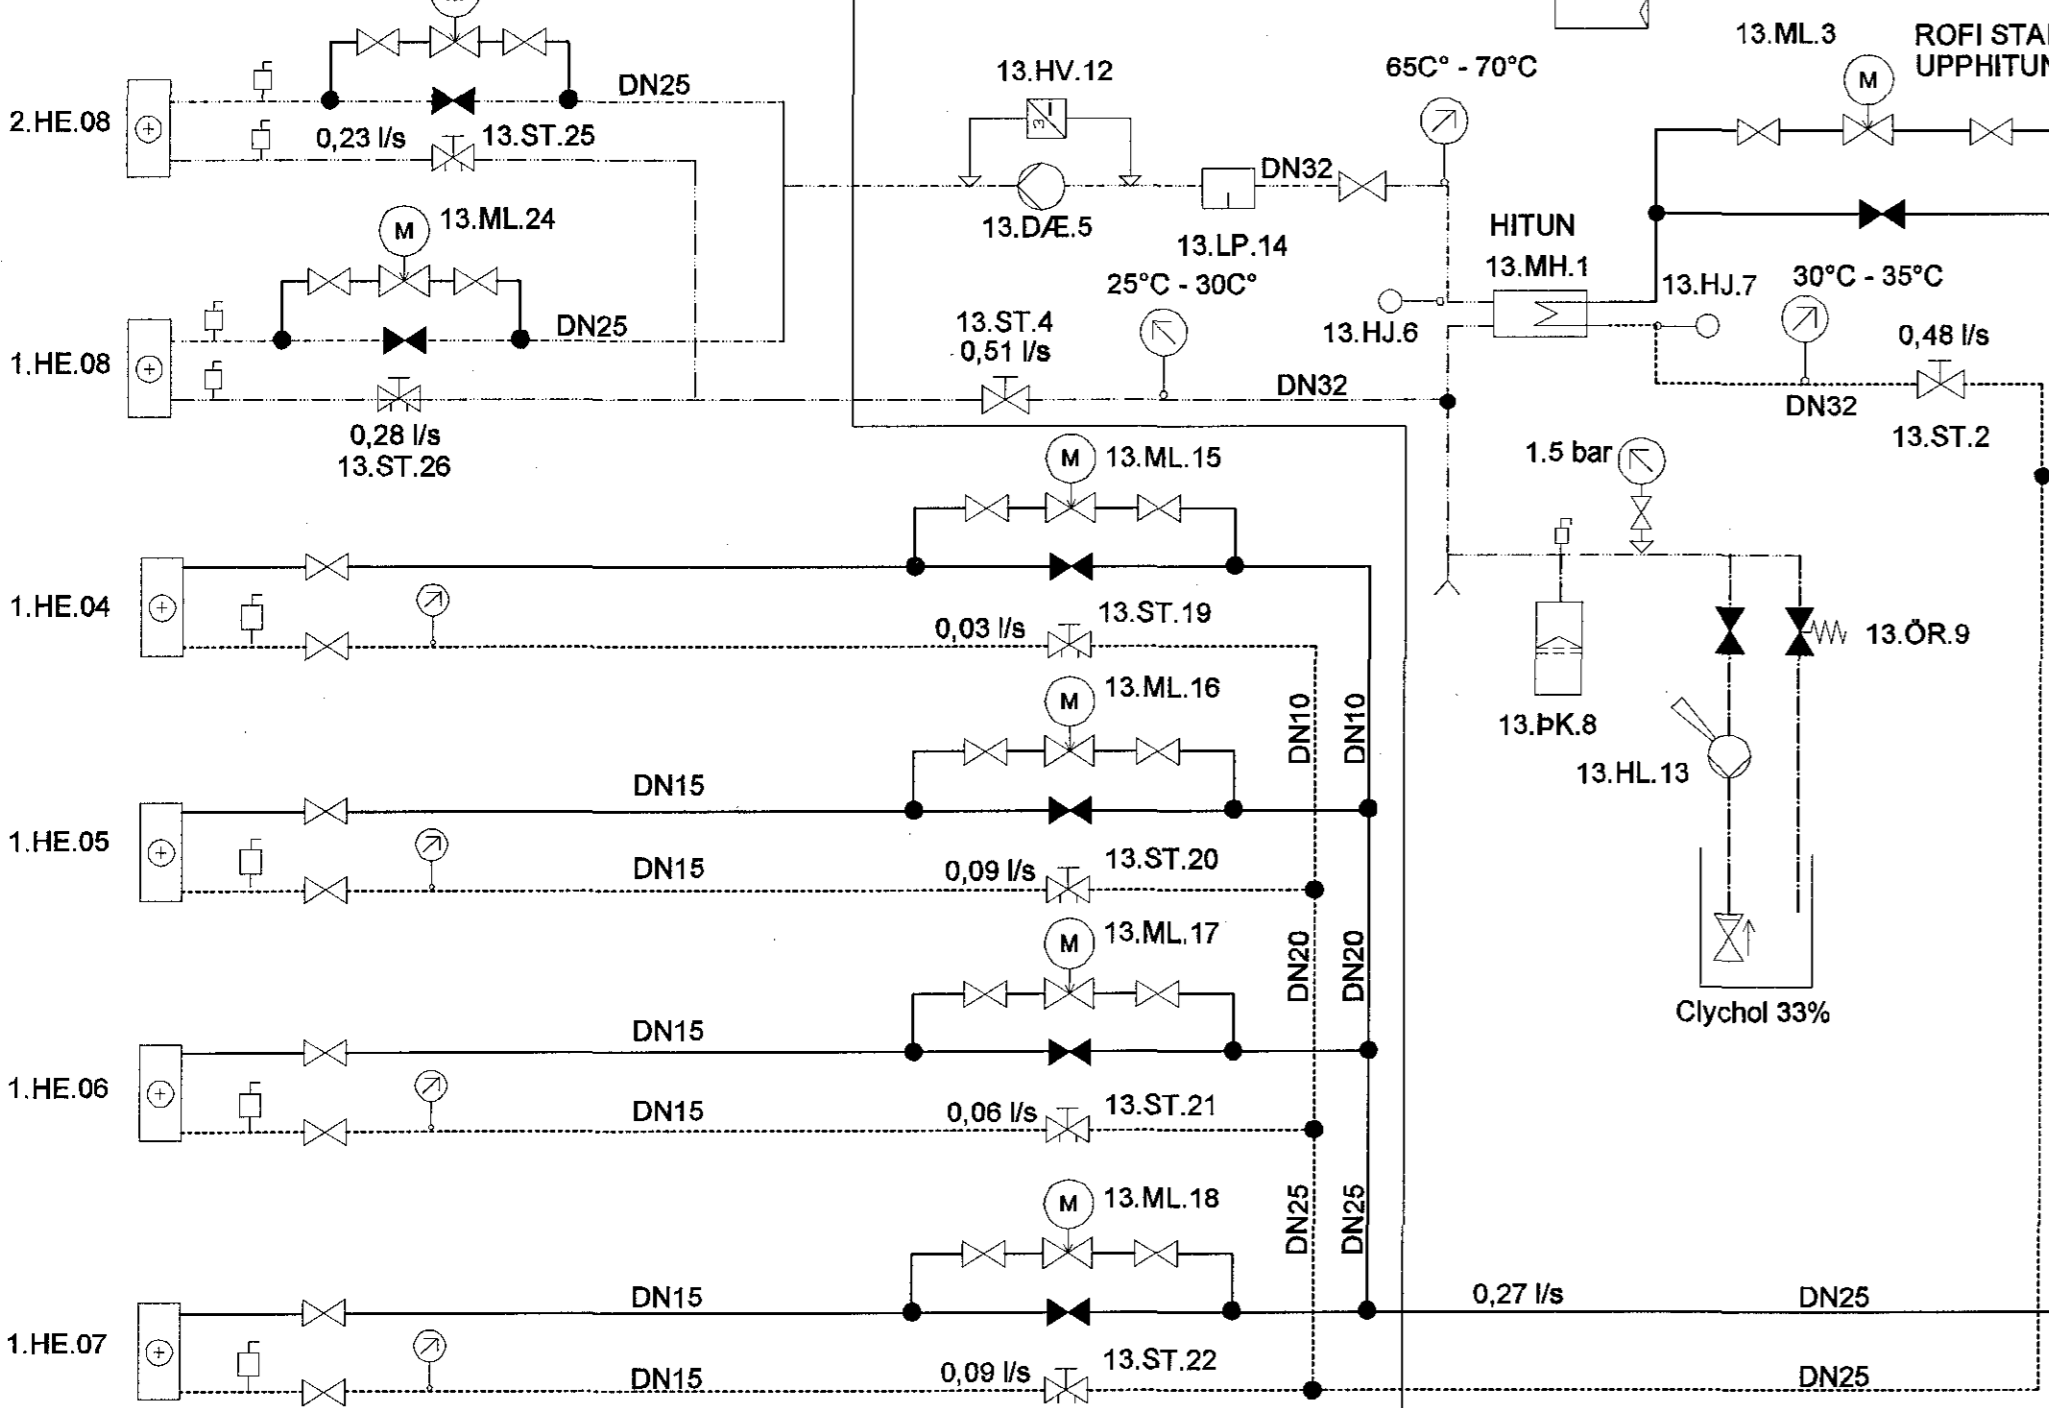 13.ML.3
ROFI STA
UPPHITUN
M
65C° - 70°C
13.HV.12
DN25
2.HE.08
0,23 l/s
13.ST.25
DN32
13.DÆ.5
13.LP.14
13.ML.24
M
HITUN
13.MH.1
13.HJ.7
30°C - 35°C
25°C - 30C°
13.HJ.6
13.ST.4
0,51 l/s
DN25
1.HE.08
0,48 l/s
DN32
DN32
13.ST.2
0,28 l/s
13.ST.26
M
13.ML.15
1.5 bar
1.HE.04
0,03 l/s
13.ST.19
13.ÖR.9
M
13.ML.16
DN10
DN10
13.ÞK.8
13.HL.13
DN15
1.HE.05
DN15
0,09 l/s
13.ST.20
M
13.ML.17
DN20
DN20
Clychol 33%
DN15
1.HE.06
DN15
0,06 l/s
13.ST.21
M
13.ML.18
DN25
DN25
DN15
0,27 l/s
DN25
1.HE.07
DN15
0,09 l/s
13.ST.22
DN25